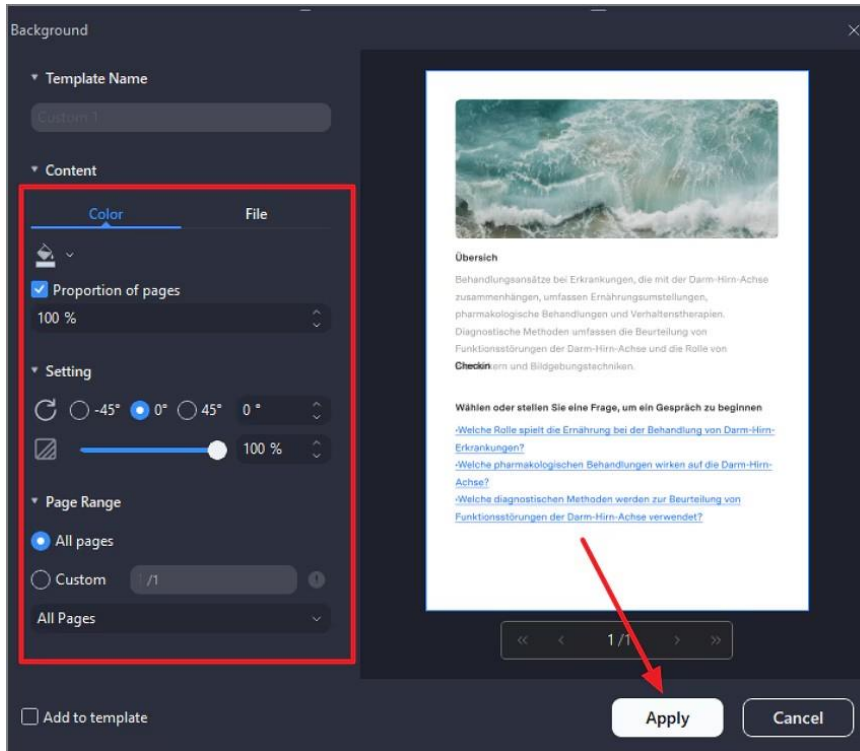 Background
Template Name
Custom 1
Content
Color
File
Proportion of pages
100 %
Setting
-45°
0°
45°
0 °
100 %
Page Range
All pages
Custom
/1
All Pages
Add to template
Übersich
Behandlungsansätze bei Erkrankungen, die mit der Darm-Hirn-Achse
zusammenhängen, umfassen Ernährungsumstellungen,
pharmakologische Behandlungen und Verhaltenstherapien.
Diagnostische Methoden umfassen die Beurteilung von
Funktionsstörungen der Darm-Hirn-Achse und die Rolle von
Checkin kern und Bildgebungstechniken.
Wählen oder stellen Sie eine Frage, um ein Gespräch zu beginnen
-Welche Rolle spielt die Ernährung bei der Behandlung von Darm-Hirn-
Erkrankungen?
-Welche pharmakologischen Behandlungen wirken auf die Darm-Hirn-
Achse?
-Welche diagnostischen Methoden werden zur Beurteilung von
Funktionsstörungen der Darm-Hirn-Achse verwendet?
1 /1
Apply
Cancel